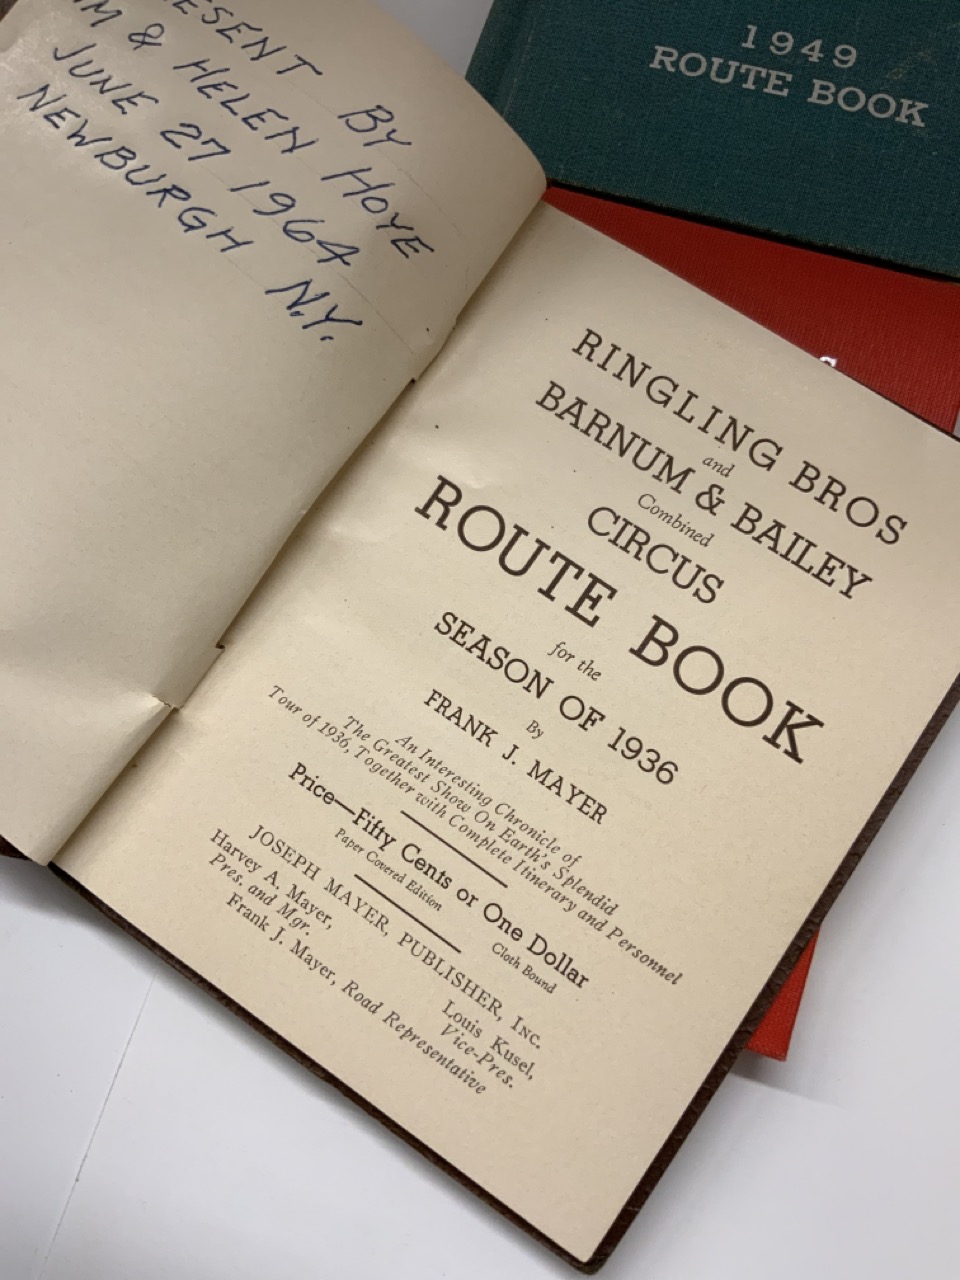 BY
& HELEN HOYE
JUNE 27 1964
NEWBURGH N.Y.
1949
ROUTE BOOK
RINGLING BROS
and
BARNUM & BAILEY
Combined
CIRCUS
ROUTE BOOK
for the
SEASON OF 1936
By
FRANK J. MAYER
An Interesting Chronicle of
The Greatest Show On Earth's Splendid
Tour of 1936, Together with Complete Itinerary and Personnel
Price—Fifty Cents or One Dollar
Paper Covered Edition Cloth Bound
JOSEPH MAYER, PUBLISHER, INC.
Harvey A. Mayer, Louis Kusel,
Pres. and Mgr. Vice-Pres.
Frank J. Mayer, Road Representative